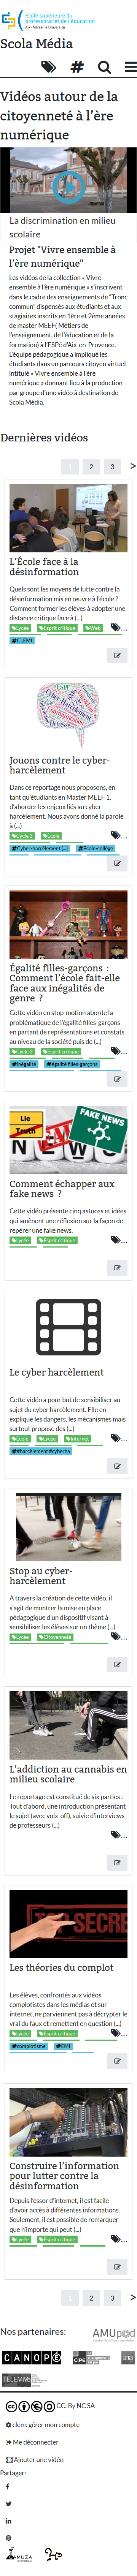 École supérieure du
professorat et de l'éducation
Aix-Marseille Université
Scola Média
Vidéos autour de la
citoyenneté à l'ère
numérique
La discrimination en milieu
scolaire
Projet "Vivre ensemble à
l'ère numérique"
Les vidéos de la collection « Vivre
ensemble à l'ère numérique » s'inscrivent
dans le cadre des enseignements de "Tronc
commun" dispensés aux étudiants et aux
stagiaires inscrits en 1ère et 2ème années
de master MEEF( Métiers de
l'enseignement, de l'éducation et de la
formation) à l'ESPé d'Aix-en-Provence.
L'équipe pédagogique a impliqué les
étudiants dans un parcours citoyen virtuel
intitulé « Vivre ensemble à l'ère
numérique » donnant lieu à la production
d'un groupe d'une vidéo à destination de
Scola Média.
Dernières vidéos
1 2 3 >
L'École face à la
désinformation
Quels sont les moyens de lutte contre la
désinformation mis en œuvre à l'école ?
Comment former les élèves à adopter une
distance critique face à (...)
Lycée Esprit critique Web ...
CLEMI
Jouons contre le cyber-
harcèlement
Dans ce reportage nous proposons, en
tant qu'étudiants en Master MEEF 1,
d'aborder les enjeux liés au cyber-
harcèlement. Nous avons donné la parole
à (...)
Cycle 3 École ...
#Cyber-harcèlement (...) #École-collège
Égalité filles-garçons :
Comment l'école fait-elle
face aux inégalités de
genre ?
Cette vidéo on-stop-motion aborde la
problématique de l'égalité filles-garçons
en partant de représentations et constats
au niveau de la société puis de (...)
Cycle 3 Esprit critique ...
#inégalité #égalité filles-garçons
Lie
Truth
FAKE
NEWS
NEWS
Comment échapper aux
fake news ?
Cette vidéo présente cinq astuces et idées
qui amènent une réflexion sur la façon de
repérer une fake news.
Lycée Esprit critique ...
Le cyber harcèlement
Cette vidéo a pour but de sensibiliser au
sujet du cyber harcèlement. Elle en
explique les dangers, les mécanismes mais
surtout propose des (...)
École Lycée Internet ...
##harcèlement #cyberha
Stop au cyber-
harcèlement
A travers la création de cette vidéo, il
s'agit de mettre en place une
pédagogique d'un dispositif visant à
sensibiliser les élèves sur un thème (...)
Lycée Citoyenneté ...
L'addiction au cannabis en
milieu scolaire
Le reportage est constitué de six parties :
Tout d'abord, une introduction présentant
le sujet (avec voix-off), suivie d'interviews
de professeurs (...)
...
SECRE
Les théories du complot
Les élèves, confrontés aux vidéos
complotistes dans les médias et sur
internet, ne parviennent pas à décrypter le
vrai du faux et remettent en question (...)
Lycée Esprit critique ...
#complotisme #EMI
Construire l'information
pour lutter contre la
désinformation
Depuis l'essor d'internet, il est facile
d'avoir accès à différentes informations.
Seulement, il est possible de remarquer
que n'importe qui peut (...)
Lycée Esprit critique ...
1 2 3 >
Nos partenaires:
AMUpod
CANOPÉ
CIPE
ina
TELEMME
CC: By NC SA
clem: gérer mon compte
Me déconnecter
Ajouter une vidéo
Partager: